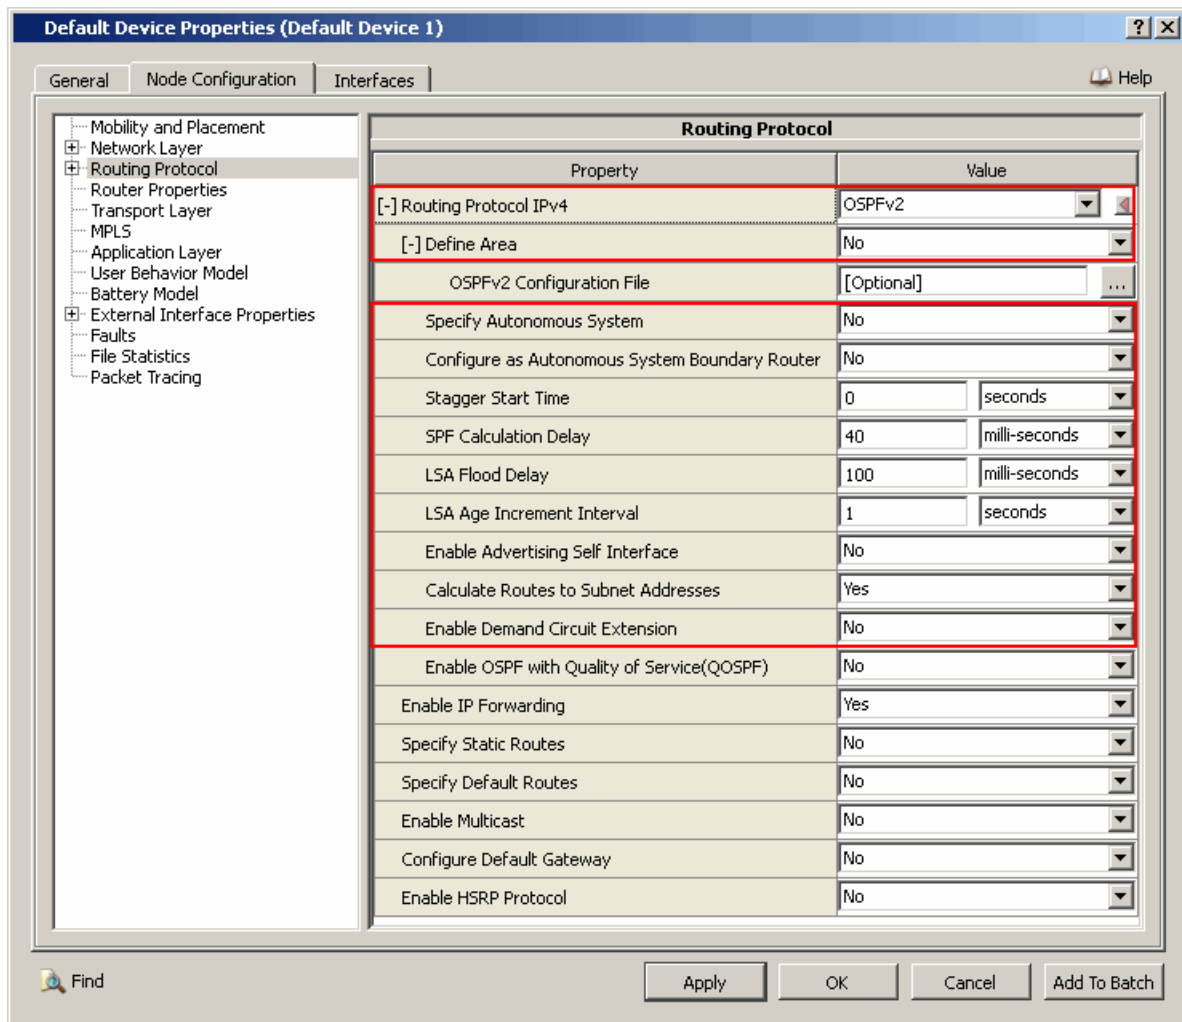 Default Device Properties (Default Device 1)
General Node Configuration Interfaces Help
Mobility and Placement
Network Layer
Routing Protocol
Router Properties
Transport Layer
MPLS
Application Layer
User Behavior Model
Battery Model
External Interface Properties
Faults
File Statistics
Packet Tracing
Routing Protocol
Property Value
[-] Routing Protocol IPv4 OSPFv2
[-] Define Area No
OSPFv2 Configuration File [Optional] ...
Specify Autonomous System No
Configure as Autonomous System Boundary Router No
Stagger Start Time 0 seconds
SPF Calculation Delay 40 milli-seconds
LSA Flood Delay 100 milli-seconds
LSA Age Increment Interval 1 seconds
Enable Advertising Self Interface No
Calculate Routes to Subnet Addresses Yes
Enable Demand Circuit Extension No
Enable OSPF with Quality of Service(QOSPF) No
Enable IP Forwarding Yes
Specify Static Routes No
Specify Default Routes No
Enable Multicast No
Configure Default Gateway No
Enable HSRP Protocol No
Find Apply OK Cancel Add To Batch